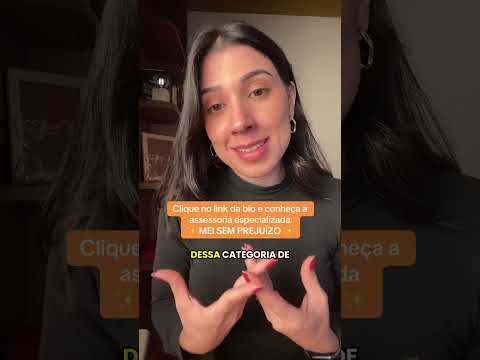 Clique no link da bio e conheça a
assessoria especializada
MEI SEM PREJUÍZO
DESSA CATEGORIA DE